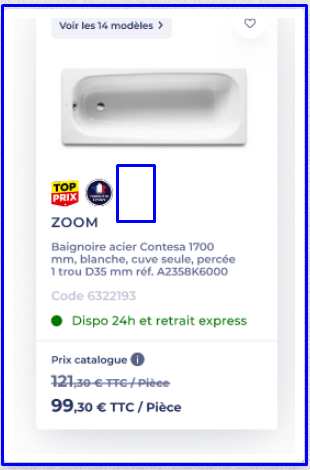 Voir les 14 modèles >
TOP
PRIX
ZOOM
Baignoire acier Contesa 1700
mm, blanche, cuve seule, percée
1 trou D35 mm réf. A2358K6000
Code 6322193
Dispo 24h et retrait express
Prix catalogue i
121,30 € TTC / Pièce
99,30 € TTC / Pièce